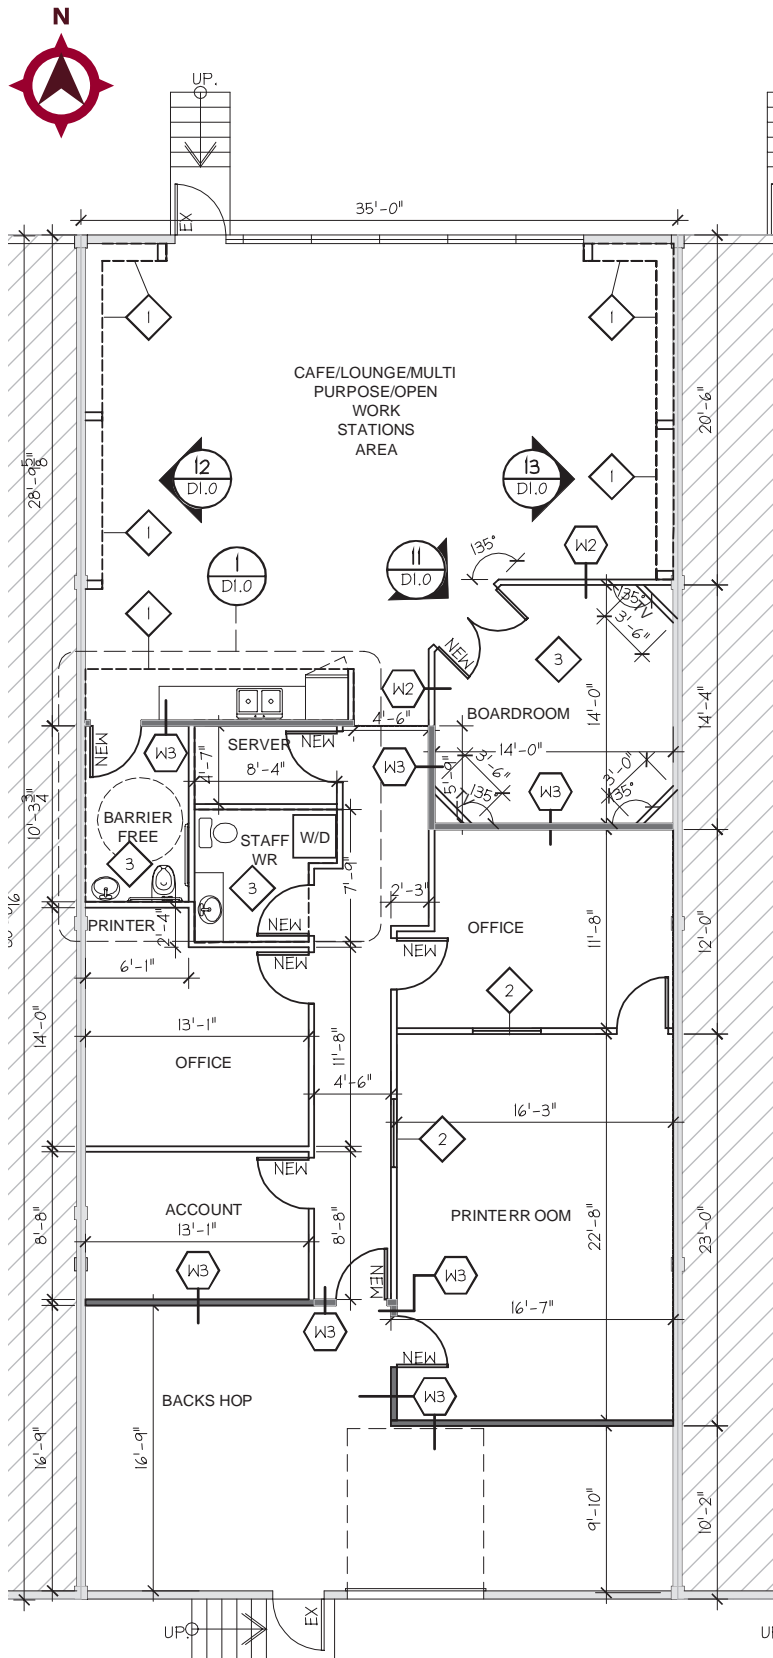 N
UP.
35'-0"
EX
1
1
CAFE/LOUNGE/MULTI
PURPOSE/OPEN
WORK
STATIONS
AREA
20'-6"
28'-9 5/8"
12
D1.0
13
D1.0
1
1
135°
W2
11
D1.0
1
D1.0
1
135°
TV
3'-6"
NEW
3
W2
BOARDROOM
14'-0"
14'-4"
4'-6"
NEW
W3
SERVER
NEW
8'-4"
4'-7"
W3
14'-0"
5'-9"
3'-6"
135°
W3
3'-0"
135°
10'-3 3/4"
BARRIER
FREE
3
STAFF
WR
W/D
3
7'-9"
2'-3"
PRINTER
2'-4"
NEW
OFFICE
11'-8"
12'-0"
6'-1"
NEW
NEW
2
13'-1"
14'-0"
OFFICE
11'-8"
4'-6"
16'-3"
2
NEW
ACCOUNT
13'-1"
8'-8"
8'-8"
PRINTERR OOM
22'-8"
23'-0"
W3
NEW
W3
W3
16'-7"
NEW
W3
BACKS HOP
16'-9"
16'-9"
9'-10"
10'-2"
EX
UP.
UP